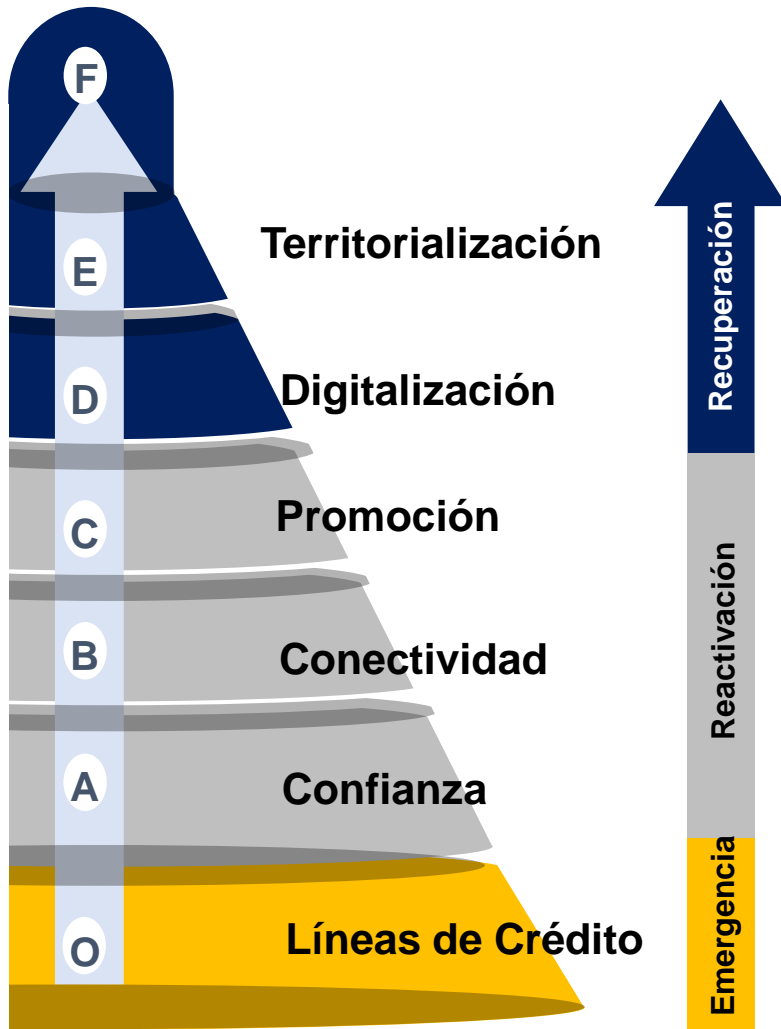 F
E
Territorialización
D
Digitalización
C
Promoción
B
Conectividad
A
Confianza
O
Líneas de Crédito
Recuperación
Reactivación
Emergencia